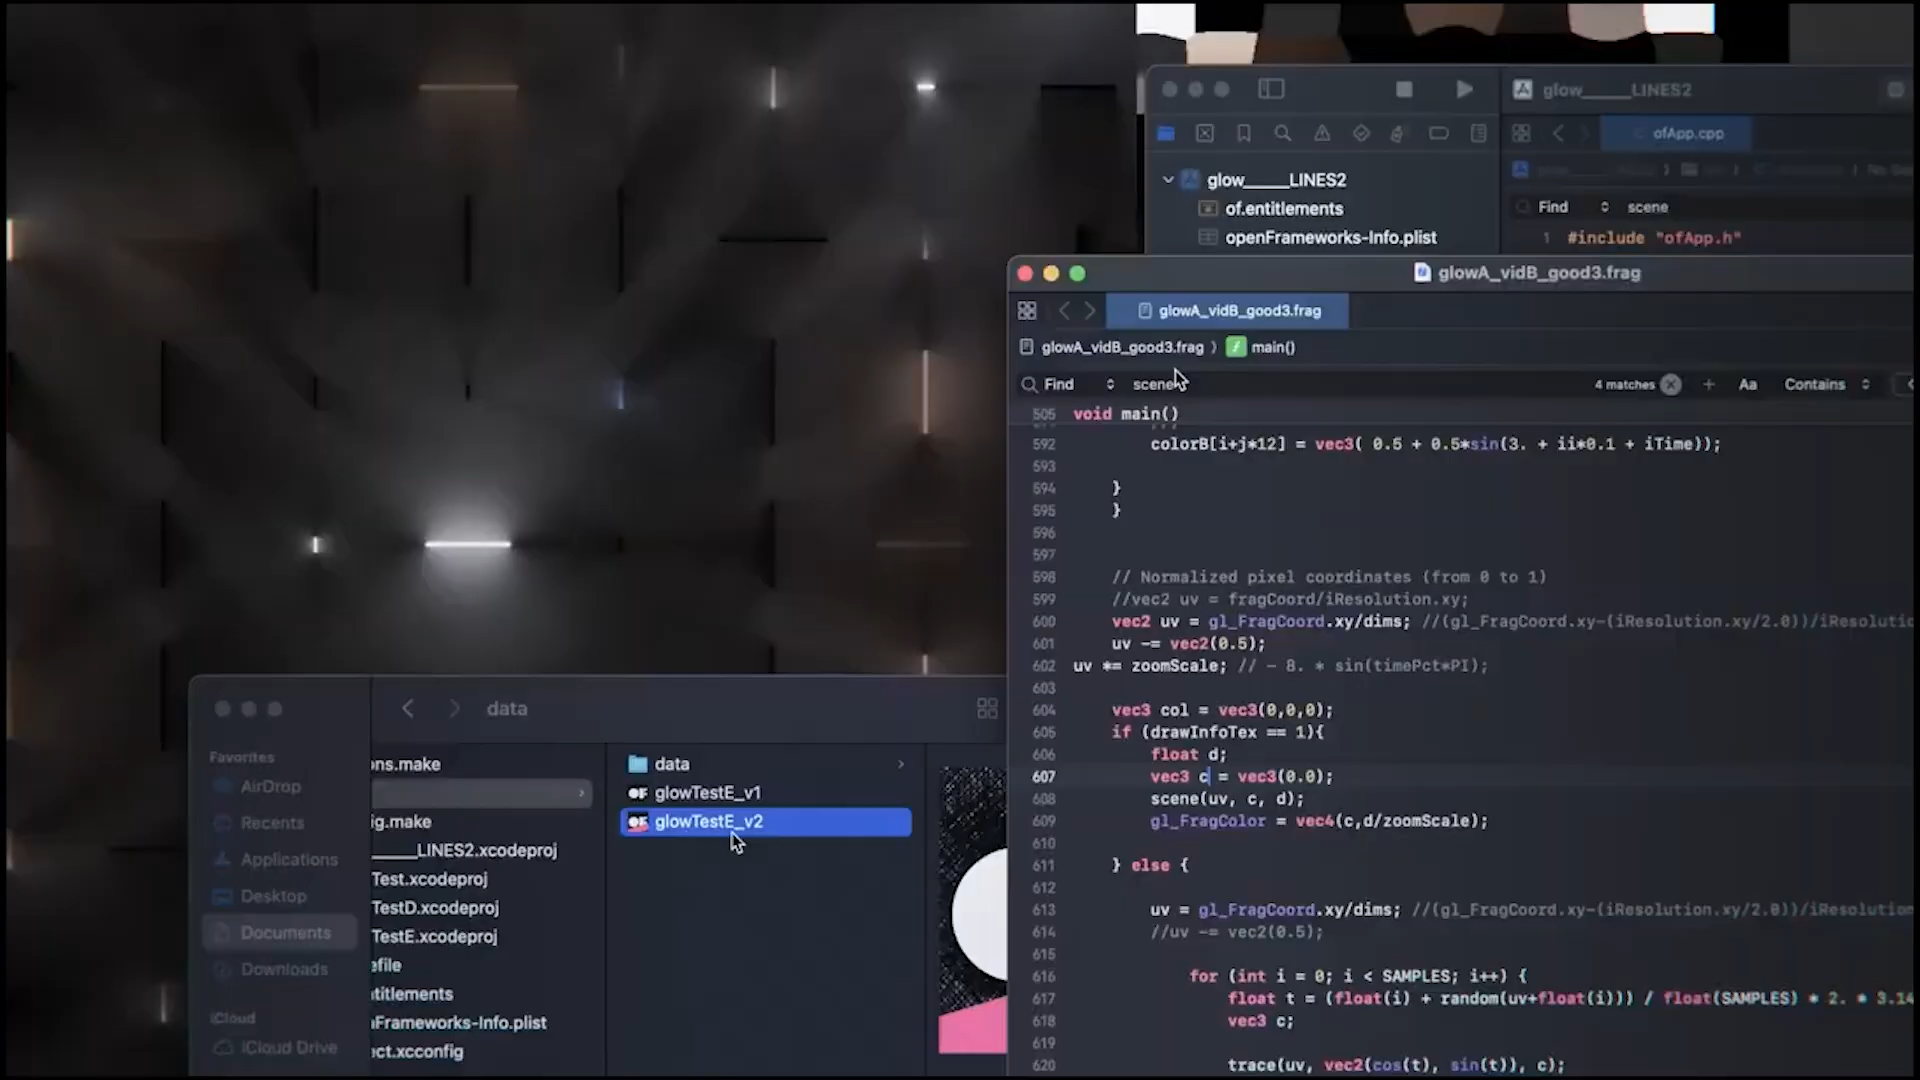 glow_____LINES2
ofApp.cpp
glow_____LINES2
of.entitlements
openFrameworks-Info.plist
Find
scene
1 #include "ofApp.h"
glowA_vidB_good3.frag
glowA_vidB_good3.frag
glowA_vidB_good3.frag 〉 f main()
Find scene 4 matches + Aa Contains
505 void main()
592 colorB[i+j*12] = vec3( 0.5 + 0.5*sin(3. + ii*0.1 + iTime));
593
594 }
595 }
596
597
598 // Normalized pixel coordinates (from 0 to 1)
599 //vec2 uv = fragCoord/iResolution.xy;
600 vec2 uv = gl_FragCoord.xy/dims; //(gl_FragCoord.xy-(iResolution.xy/2.0))/iResolutio
601 uv -= vec2(0.5);
602 uv *= zoomScale; // - 8. * sin(timePct*PI);
603
604 vec3 col = vec3(0,0,0);
605 if (drawInfoTex == 1){
606 float d;
607 vec3 c = vec3(0.0);
608 scene(uv, c, d);
609 gl_FragColor = vec4(c,d/zoomScale);
610
611 } else {
612
613 uv = gl_FragCoord.xy/dims; //(gl_FragCoord.xy-(iResolution.xy/2.0))/iResolution
614 //uv -= vec2(0.5);
615
616 for (int i = 0; i < SAMPLES; i++) {
617 float t = (float(i) + random(uv+float(i))) / float(SAMPLES) * 2. * 3.14
618 vec3 c;
619
620 trace(uv, vec2(cos(t), sin(t)), c);
data
Favorites
AirDrop
Recents
Applications
Desktop
Documents
Downloads
iCloud
iCloud Drive
ons.make
ig.make
_____LINES2.xcodeproj
Test.xcodeproj
TestD.xcodeproj
TestE.xcodeproj
efile
ntitlements
Frameworks-Info.plist
ect.xcconfig
data
glowTestE_v1
glowTestE_v2